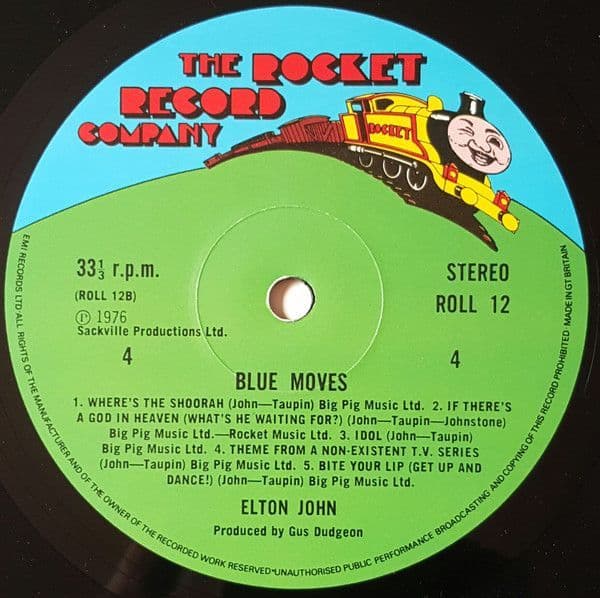 THE ROCKET
RECORD
COMPANY
ROCKET
33⅓ r.p.m.
STEREO
(ROLL 12B)
ROLL 12
Ⓟ 1976
Sackville Productions Ltd.
4
4
BLUE MOVES
1. WHERE'S THE SHOORAH (John—Taupin) Big Pig Music Ltd. 2. IF THERE'S
A GOD IN HEAVEN (WHAT'S HE WAITING FOR?) (John—Taupin—Johnstone)
Big Pig Music Ltd.—Rocket Music Ltd. 3. IDOL (John—Taupin)
Big Pig Music Ltd. 4. THEME FROM A NON-EXISTENT T.V. SERIES
(John—Taupin) Big Pig Music Ltd. 5. BITE YOUR LIP (GET UP AND
DANCE!) (John—Taupin) Big Pig Music Ltd.
ELTON JOHN
Produced by Gus Dudgeon
EMI RECORDS LTD ALL RIGHTS OF THE MANUFACTURER AND OF THE OWNER OF THE RECORDED WORK RESERVED•UNAUTHORISED PUBLIC PERFORMANCE BROADCASTING AND COPYING OF THIS RECORD PROHIBITED·MADE IN GT BRITAIN